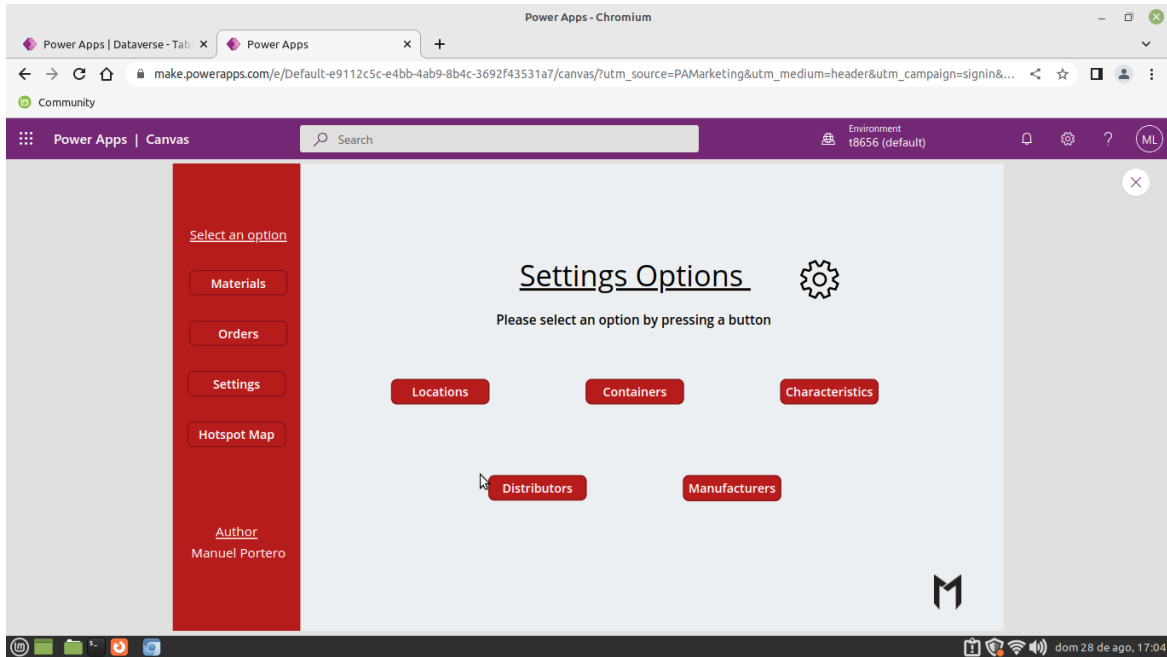 Power Apps - Chromium
Power Apps | Dataverse - Tab
Power Apps
make.powerapps.com/e/Default-e9112c5c-e4bb-4ab9-8b4c-3692f43531a7/canvas/?utm_source=PAMarketing&utm_medium=header&utm_campaign=signin&...
Community
Power Apps | Canvas
Search
Environment
t8656 (default)
?
ML
Select an option
Materials
Orders
Settings
Hotspot Map
Author
Manuel Portero
Settings Options
Please select an option by pressing a button
Locations
Containers
Characteristics
Distributors
Manufacturers
M
dom 28 de ago, 17:04